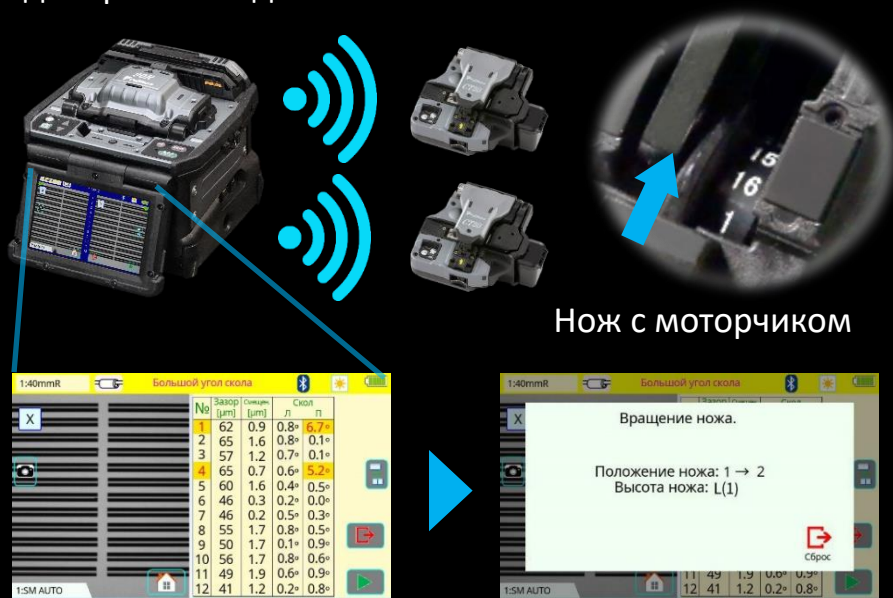 15
16
1
Нож с моторчиком
1:40mmR
Большой угол скола
X
№ Зазор [µm] Смещен. [µm] Скол Л П
1 62 0.9 0.8° 6.7°
2 65 1.6 0.8° 0.1°
3 57 1.2 0.7° 0.1°
4 65 0.7 0.6° 5.2°
5 60 1.6 0.4° 0.5°
6 46 0.3 0.2° 0.0°
7 46 0.2 0.5° 0.3°
8 55 1.7 0.8° 0.5°
9 50 1.7 0.1° 0.9°
10 56 1.7 0.8° 0.6°
11 49 1.9 0.6° 0.9°
12 41 1.2 0.2° 0.8°
1:SM AUTO
1:40mmR
Большой угол скола
X
Вращение ножа.
Положение ножа: 1 → 2
Высота ножа: L(1)
Сброс
11 49 1.9 0.6° 0.9°
12 41 1.2 0.2° 0.8°
1:SM AUTO